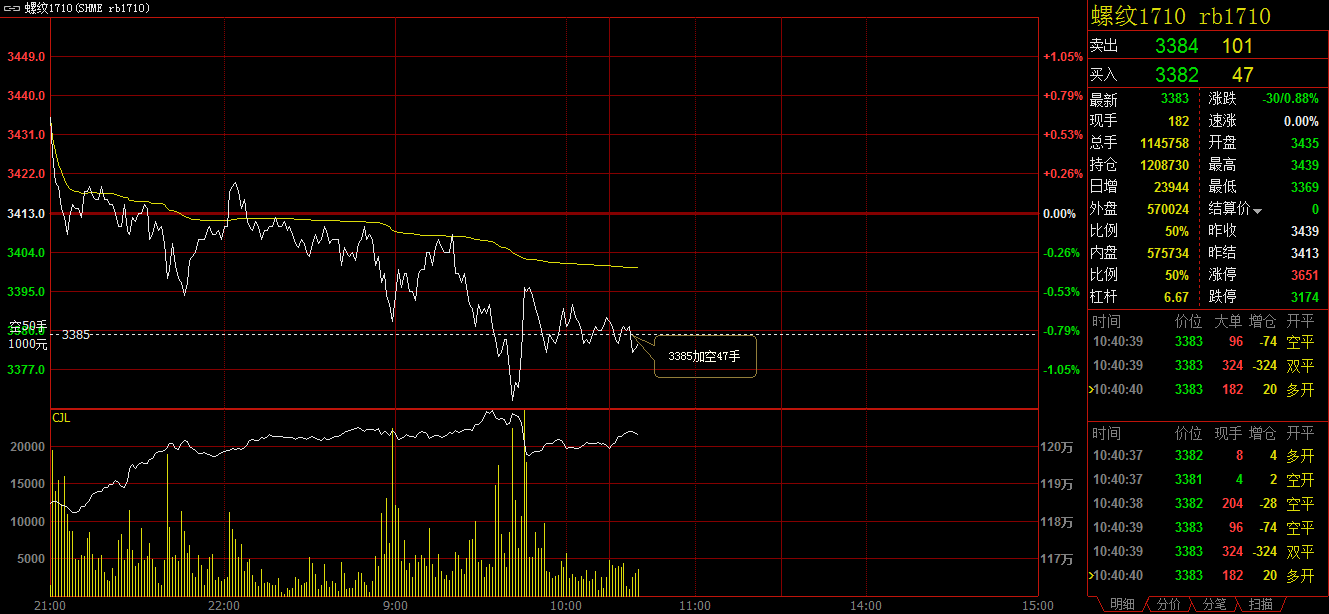 螺纹1710(SHME rb1710)
3449.0 +1.05%
3440.0 +0.79%
3431.0 +0.53%
3422.0 +0.26%
3413.0 0.00%
3404.0 -0.26%
3395.0 -0.53%
空50手 -0.79%
3385
1000元
3385加空47手
3377.0 -1.05%
CJL
20000 120万
15000 119万
10000 118万
5000 117万
21:00 22:00 9:00 10:00 11:00 14:00 15:00
螺纹1710 rb1710
卖出 3384 101
买入 3382 47
最新 3383 涨跌 -30/0.88%
现手 182 速涨 0.00%
总手 1145758 开盘 3435
持仓 1208730 最高 3439
日增 23944 最低 3369
外盘 570024 结算价 0
比例 50% 昨收 3439
内盘 575734 昨结 3413
比例 50% 涨停 3651
杠杆 6.67 跌停 3174
时间 价位 大单 增仓 开平
10:40:39 3383 96 -74 空平
10:40:39 3383 324 -324 双平
10:40:40 3383 182 20 多开
时间 价位 现手 增仓 开平
10:40:37 3382 8 4 多开
10:40:37 3381 4 2 空开
10:40:38 3382 204 -28 空平
10:40:39 3383 96 -74 空平
10:40:39 3383 324 -324 双平
10:40:40 3383 182 20 多开
明细 分价 分笔 扫描